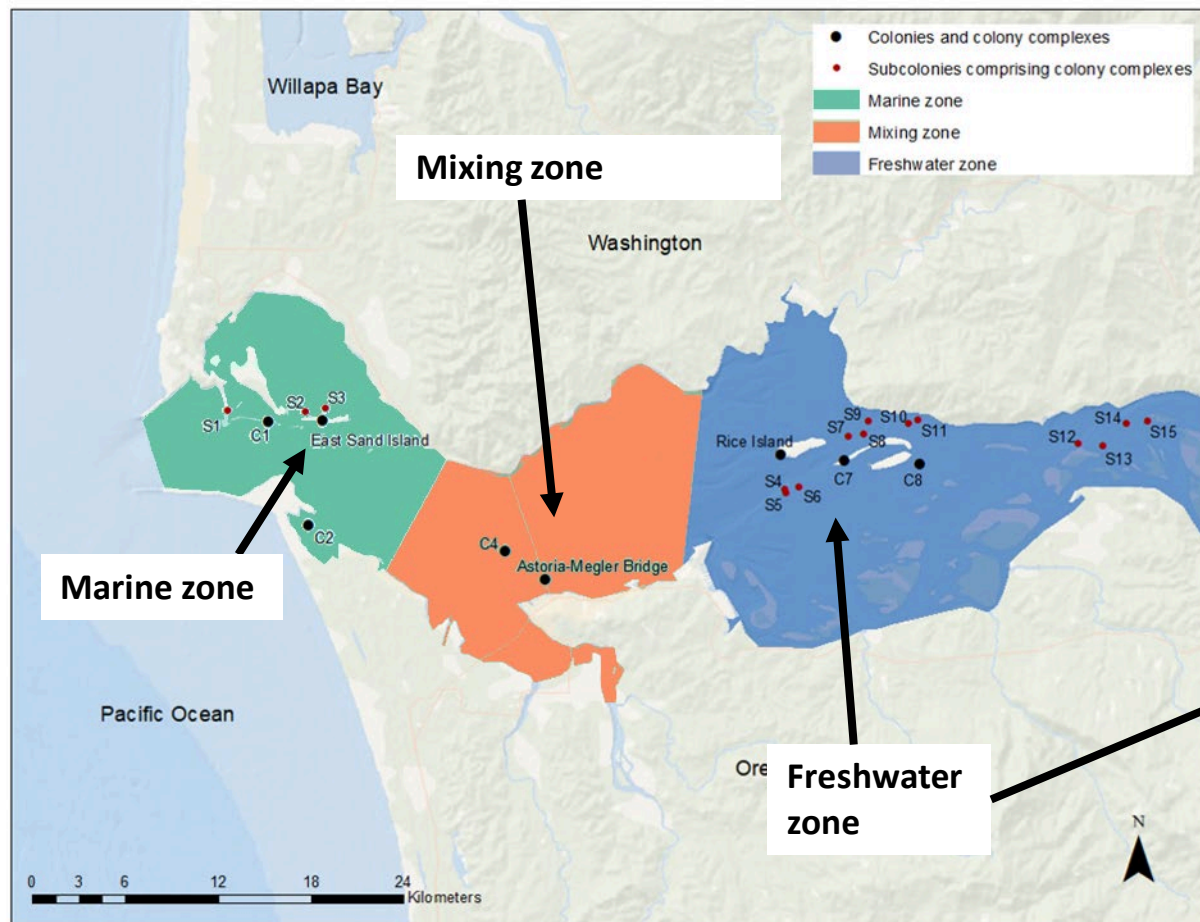 Colonies and colony complexes
Subcolonies comprising colony complexes
Marine zone
Mixing zone
Freshwater zone
Willapa Bay
Mixing zone
Washington
S1
C1
S2
S3
East Sand Island
C2
Marine zone
C4
Astoria-Megler Bridge
Rice Island
S4
S5
S6
S7
S8
S9
S10
S11
C7
C8
S12
S13
S14
S15
Pacific Ocean
Ore
Freshwater
zone
N
0 3 6 12 18 24
Kilometers